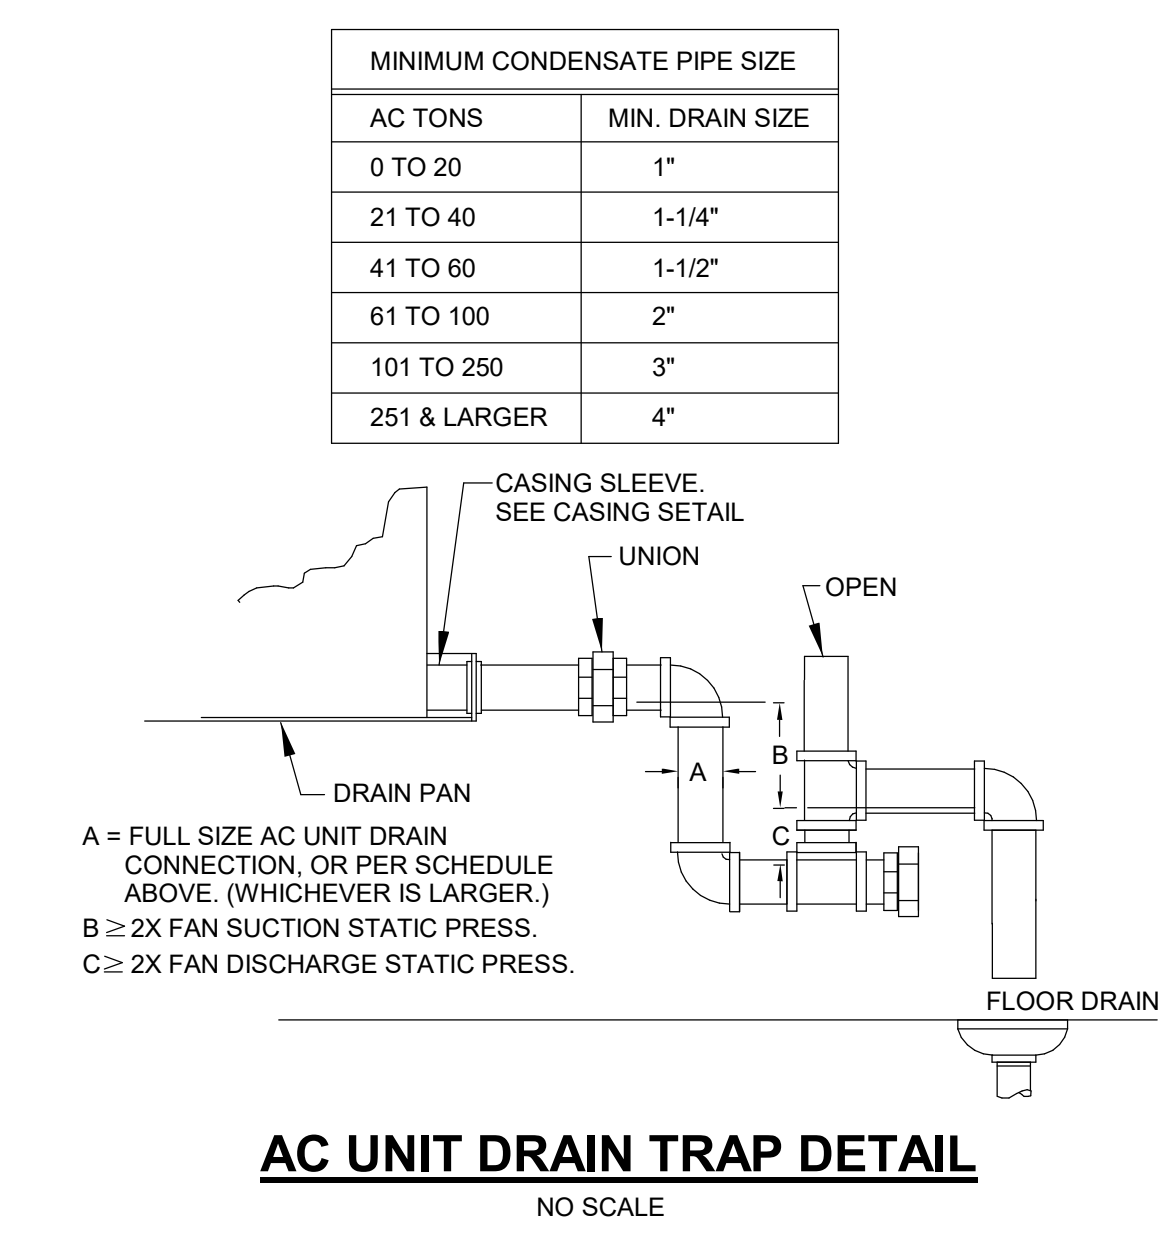 MINIMUM CONDENSATE PIPE SIZE
AC TONS MIN. DRAIN SIZE
0 TO 20 1"
21 TO 40 1-1/4"
41 TO 60 1-1/2"
61 TO 100 2"
101 TO 250 3"
251 & LARGER 4"
CASING SLEEVE.
SEE CASING SETAIL
UNION
OPEN
B
A
DRAIN PAN
C
A = FULL SIZE AC UNIT DRAIN
CONNECTION, OR PER SCHEDULE
ABOVE. (WHICHEVER IS LARGER.)
B ≥ 2X FAN SUCTION STATIC PRESS.
C≥ 2X FAN DISCHARGE STATIC PRESS.
FLOOR DRAIN
AC UNIT DRAIN TRAP DETAIL
NO SCALE